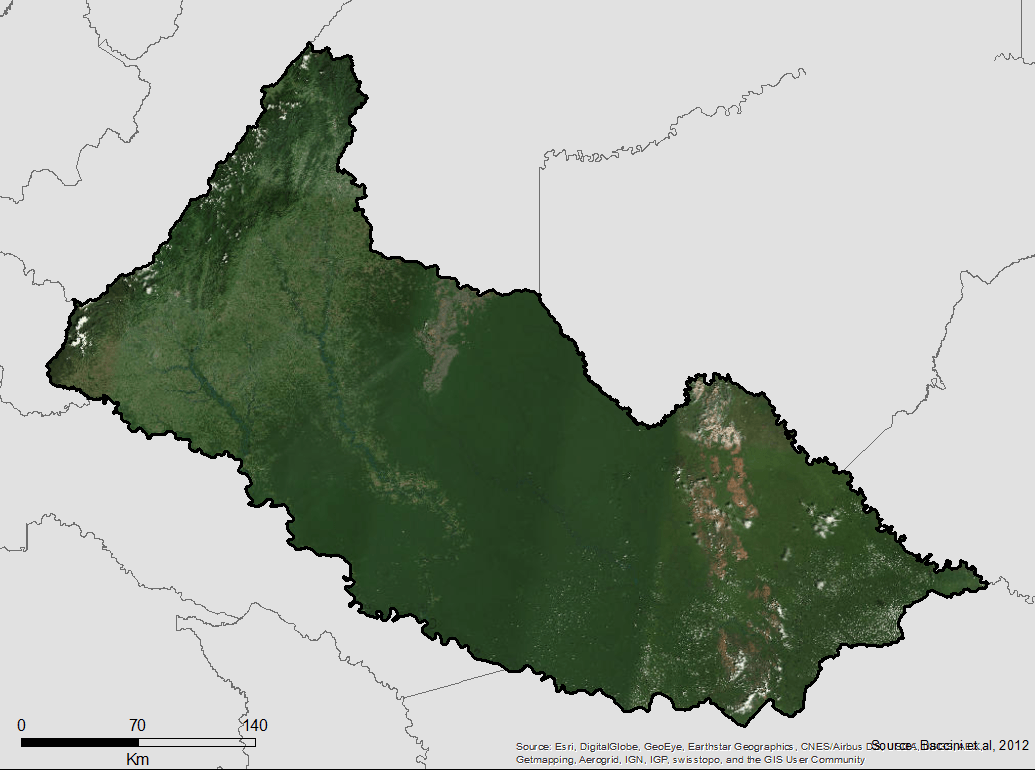 0 70 140
Km
Source: Esri, DigitalGlobe, GeoEye, Earthstar Geographics, CNES/Airbus Source: Baccini et al, 2012
Getmapping, Aerogrid, IGN, IGP, swisstopo, and the GIS User Community